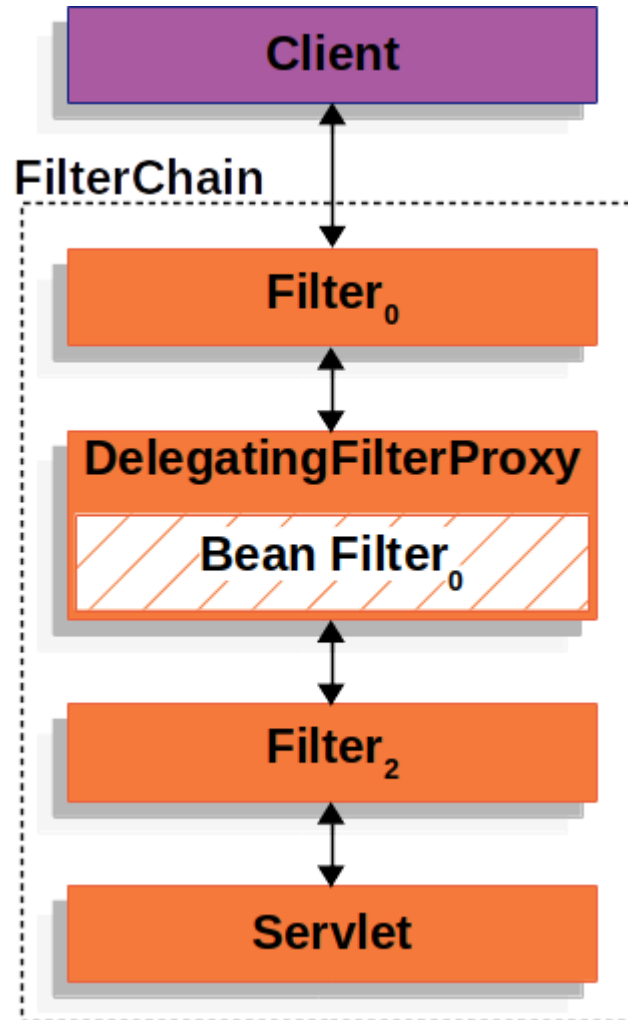 Client
FilterChain
Filter₀
DelegatingFilterProxy
Bean Filter₀
Filter₂
Servlet